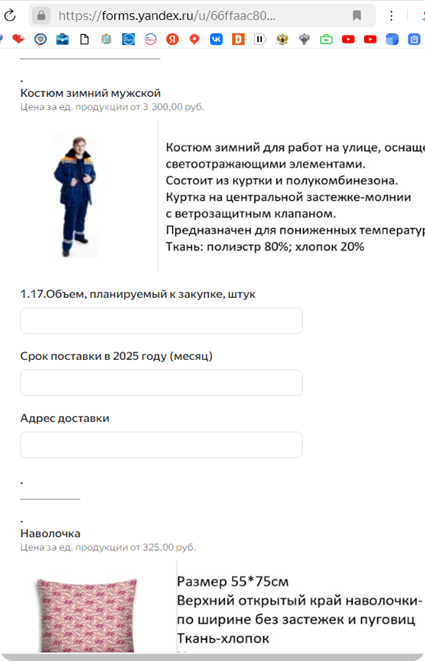 https://forms.yandex.ru/u/66ffaac80...
.
Костюм зимний мужской
Цена за ед. продукции от 3 300,00 руб.
Костюм зимний для работ на улице, оснаще
светоотражающими элементами.
Состоит из куртки и полукомбинезона.
Куртка на центральной застежке-молнии
с ветрозащитным клапаном.
Предназначен для пониженных температур
Ткань: полиэстр 80%; хлопок 20%
1.17.Объем, планируемый к закупке, штук
Срок поставки в 2025 году (месяц)
Адрес доставки
.
.
Наволочка
Цена за ед. продукции от 325,00 руб.
Размер 55*75см
Верхний открытый край наволочки-
по ширине без застежек и пуговиц
Ткань-хлопок